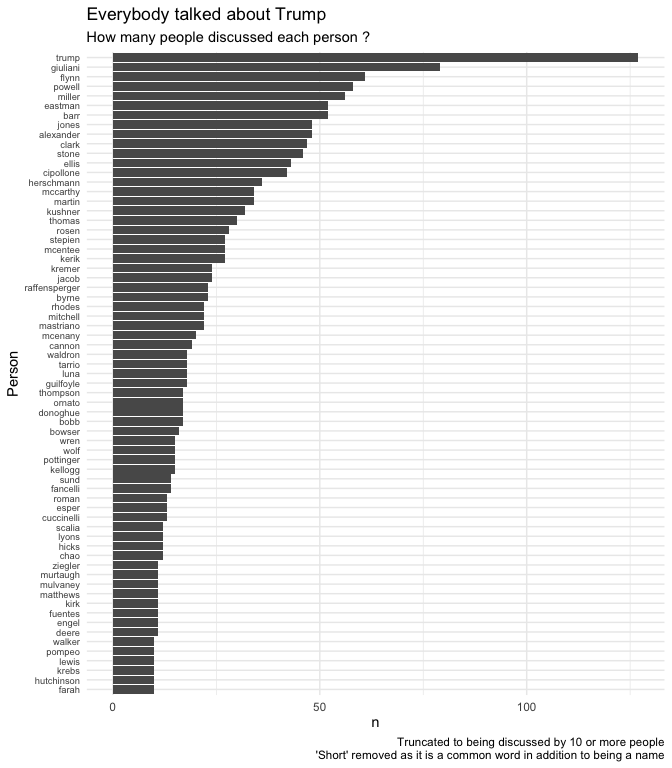 Everybody talked about Trump
How many people discussed each person ?
trump
giuliani
flynn
powell
miller
eastman
barr
jones
alexander
clark
stone
ellis
cipollone
herschmann
mccarthy
martin
kushner
thomas
rosen
stepien
mcentee
kerik
kremer
jacob
raffensperger
byrne
rhodes
mitchell
mastriano
mcenany
cannon
waldron
tarrio
luna
guilfoyle
thompson
ornato
donoghue
bobb
bowser
wren
wolf
pottinger
kellogg
sund
fancelli
roman
esper
cuccinelli
scalia
lyons
hicks
chao
ziegler
murtaugh
mulvaney
matthews
kirk
fuentes
engel
deere
walker
pompeo
lewis
krebs
hutchinson
farah
Person
0 50 100
n
Truncated to being discussed by 10 or more people
'Short' removed as it is a common word in addition to being a name